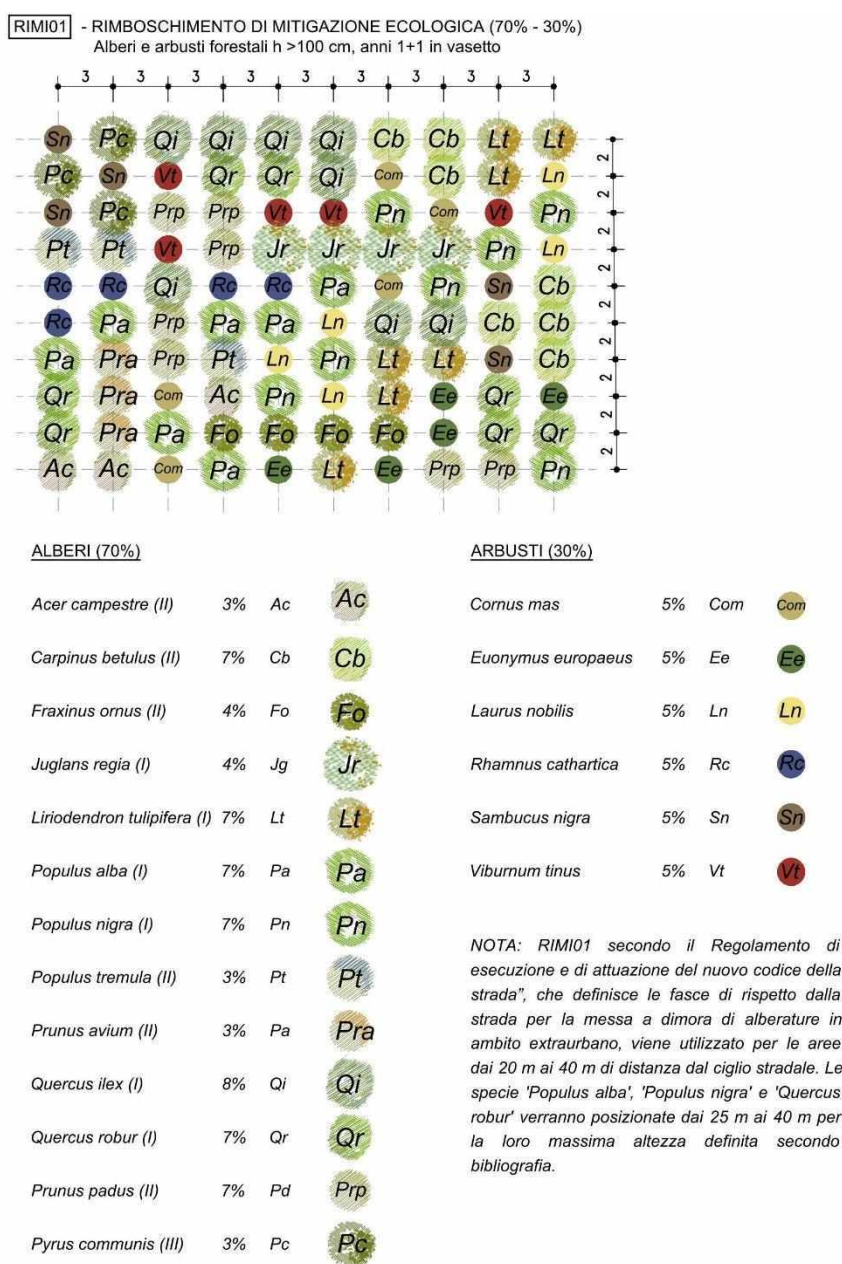 RIMI01 - RIMBOSCHIMENTO DI MITIGAZIONE ECOLOGICA (70% - 30%)
Alberi e arbusti forestali h >100 cm, anni 1+1 in vasetto
3 3 3 3 3 3 3 3 3
Sn Pc Qi Qi Qi Qi Cb Cb Lt Lt
2
Pc Sn Vt Qr Qr Qi Com Cb Lt Ln
2
Sn Pc Prp Prp Vt Vt Pn Com Vt Pn
2
Pt Pt Vt Prp Jr Jr Jr Jr Pn Ln
2
Rc Rc Qi Rc Rc Pa Com Pn Sn Cb
2
Rc Pa Prp Pa Pa Ln Qi Qi Cb Cb
2
Pa Pra Prp Pt Ln Pn Lt Lt Sn Cb
2
Qr Pra Com Ac Pn Ln Lt Ee Qr Ee
2
Qr Pra Pa Fo Fo Fo Fo Ee Qr Qr
2
Ac Ac Com Pa Ee Lt Ee Prp Prp Pn
ALBERI (70%)
Acer campestre (II) 3% Ac Ac
Carpinus betulus (II) 7% Cb Cb
Fraxinus ornus (II) 4% Fo Fo
Juglans regia (I) 4% Jg Jr
Liriodendron tulipifera (I) 7% Lt Lt
Populus alba (I) 7% Pa Pa
Populus nigra (I) 7% Pn Pn
Populus tremula (II) 3% Pt Pt
Prunus avium (II) 3% Pa Pra
Quercus ilex (I) 8% Qi Qi
Quercus robur (I) 7% Qr Qr
Prunus padus (II) 7% Pd Prp
Pyrus communis (III) 3% Pc Pc
ARBUSTI (30%)
Cornus mas 5% Com Com
Euonymus europaeus 5% Ee Ee
Laurus nobilis 5% Ln Ln
Rhamnus cathartica 5% Rc Rc
Sambucus nigra 5% Sn Sn
Viburnum tinus 5% Vt Vt
NOTA: RIMI01 secondo il Regolamento di
esecuzione e di attuazione del nuovo codice della
strada”, che definisce le fasce di rispetto dalla
strada per la messa a dimora di alberature in
ambito extraurbano, viene utilizzato per le aree
dai 20 m ai 40 m di distanza dal ciglio stradale. Le
specie 'Populus alba', 'Populus nigra' e 'Quercus
robur' verranno posizionate dai 25 m ai 40 m per
la loro massima altezza definita secondo
bibliografia.